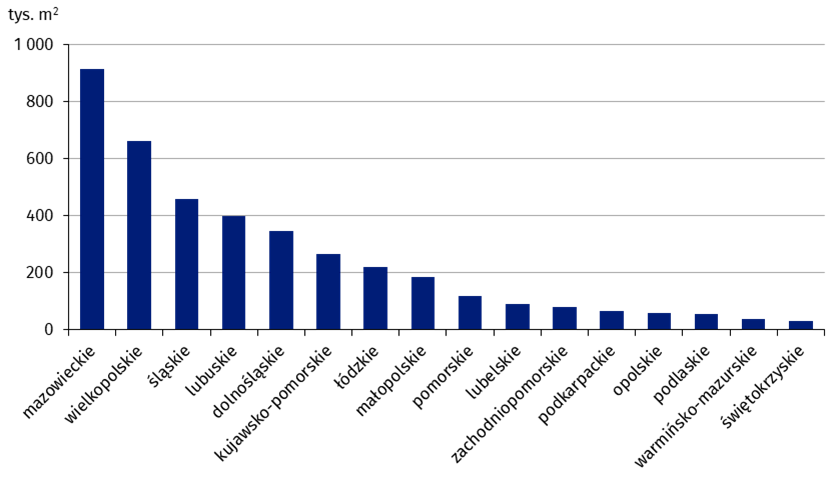 tys. m²
1 000
800
600
400
200
0
mazowieckie
wielkopolskie
śląskie
lubuskie
dolnośląskie
kujawsko-pomorskie
łódzkie
małopolskie
pomorskie
lubelskie
zachodniopomorskie
podkarpackie
opolskie
podlaskie
warmińsko-mazurskie
świętokrzyskie